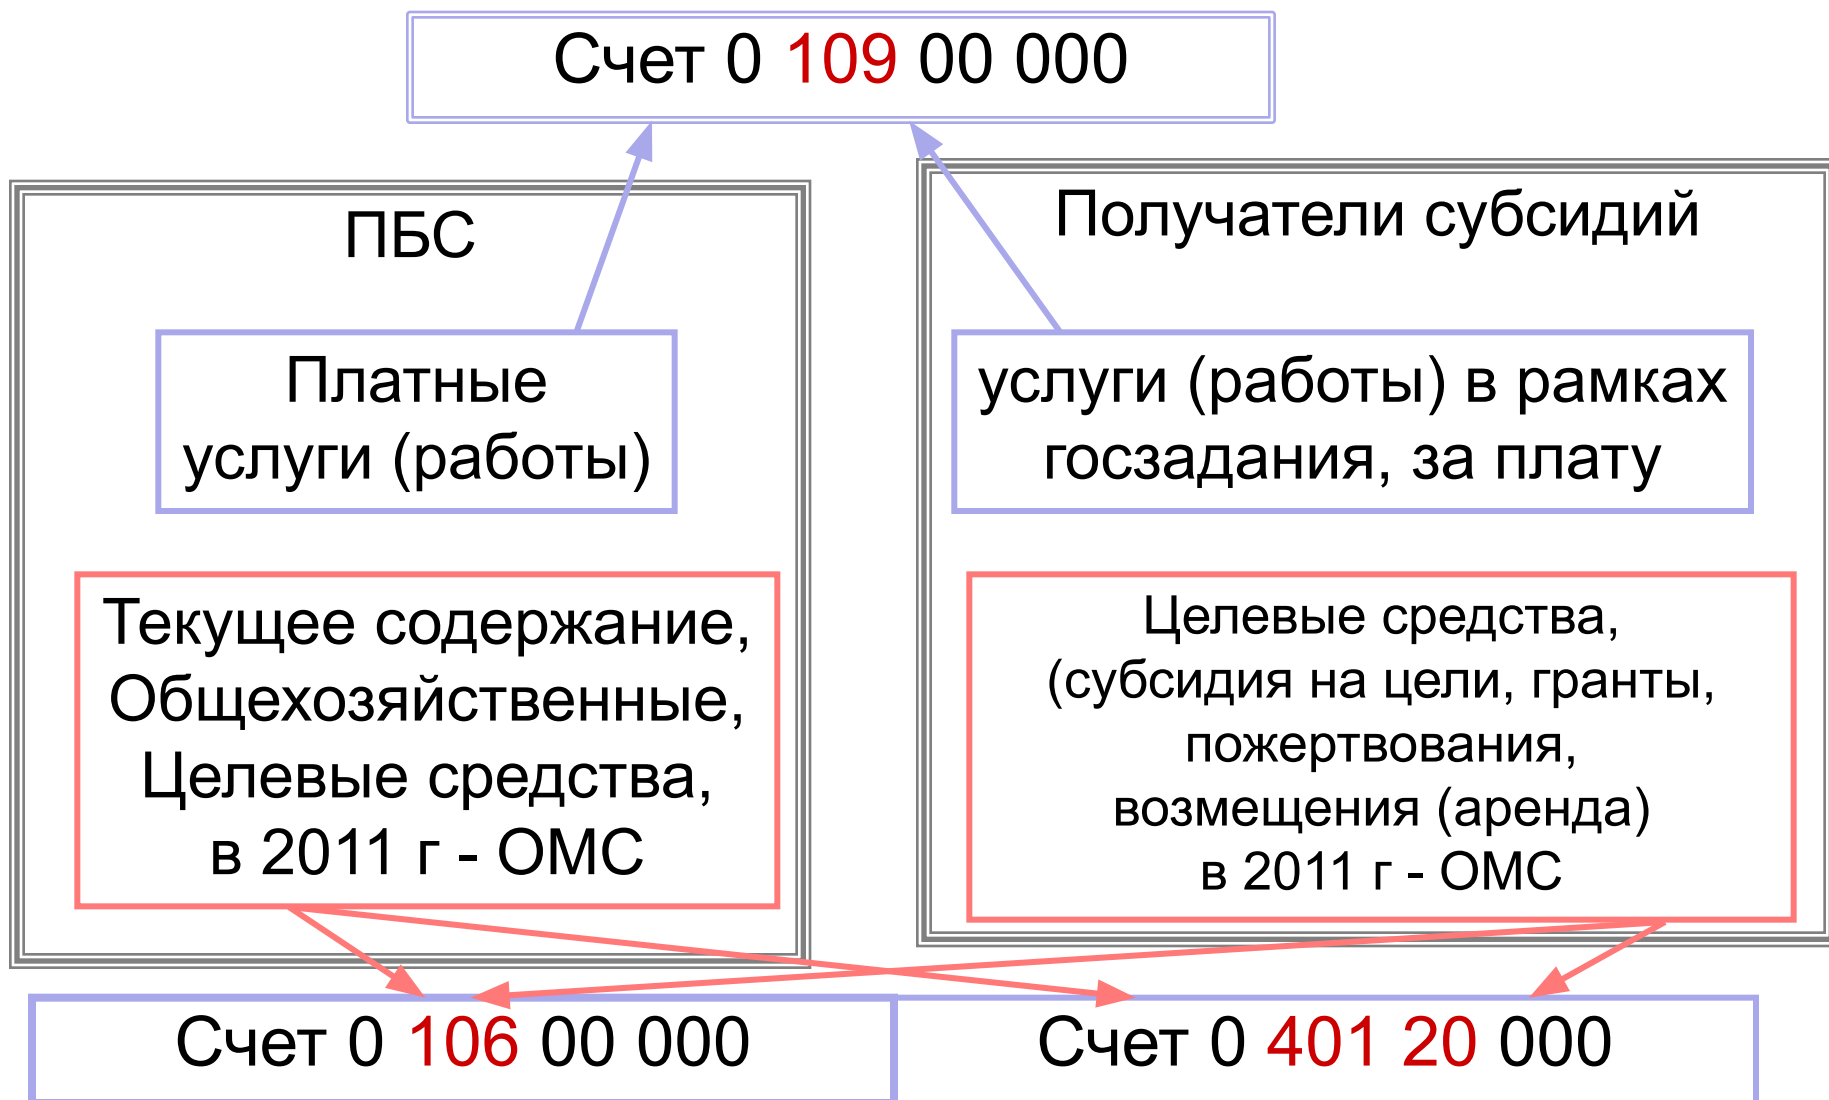 Счет 0 109 00 000
ПБС
Платные
услуги (работы)
Текущее содержание,
Общехозяйственные,
Целевые средства,
в 2011 г - ОМС
Получатели субсидий
услуги (работы) в рамках
госзадания, за плату
Целевые средства,
(субсидия на цели, гранты,
пожертвования,
возмещения (аренда)
в 2011 г - ОМС
Счет 0 106 00 000
Счет 0 401 20 000